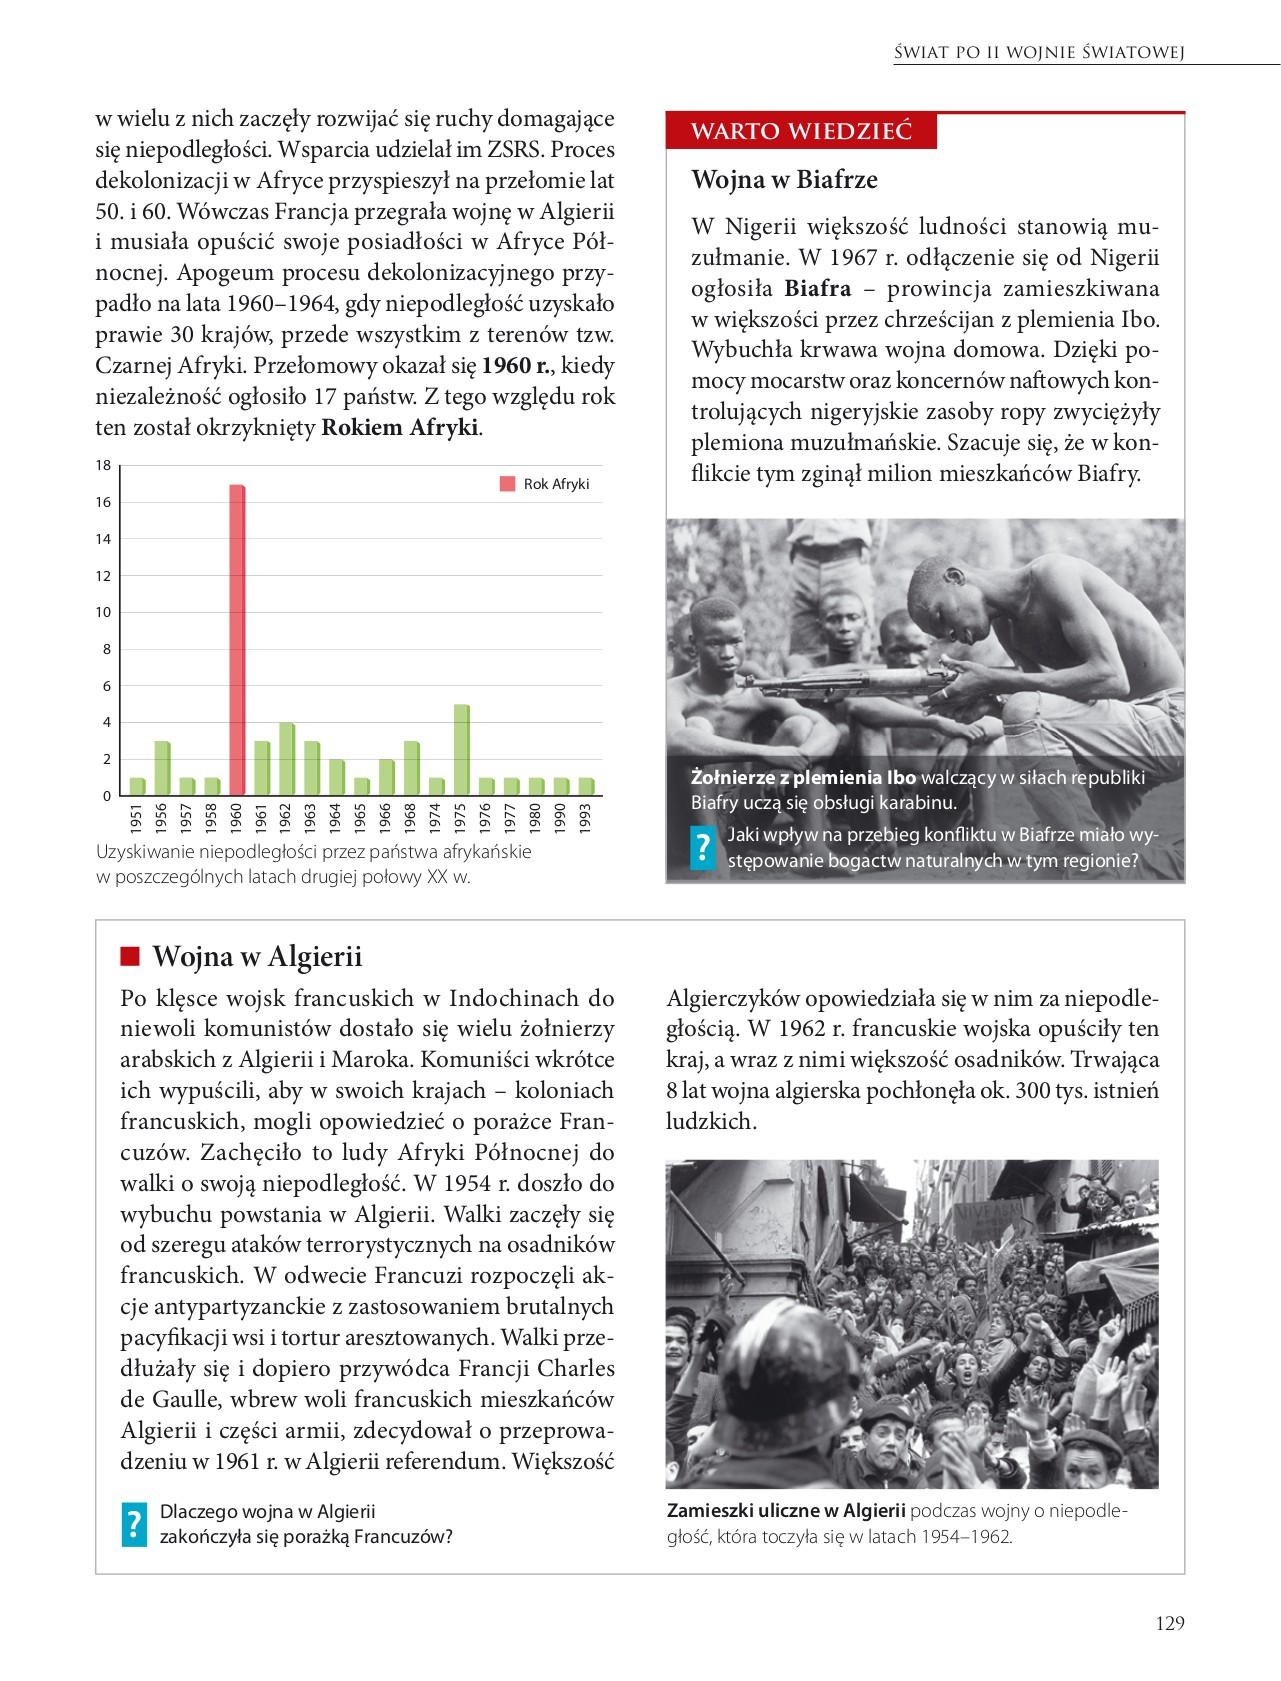 ŚWIAT PO II WOJNIE ŚWIATOWEJ
w wielu z nich zaczęły rozwijać się ruchy domagające
się niepodległości. Wsparcia udzielał im ZSRS. Proces
dekolonizacji w Afryce przyspieszył na przełomie lat
50. i 60. Wówczas Francja przegrała wojnę w Algierii
i musiała opuścić swoje posiadłości w Afryce Pół-
nocnej. Apogeum procesu dekolonizacyjnego przy-
padło na lata 1960–1964, gdy niepodległość uzyskało
prawie 30 krajów, przede wszystkim z terenów tzw.
Czarnej Afryki. Przełomowy okazał się 1960 r., kiedy
niezależność ogłosiło 17 państw. Z tego względu rok
ten został okrzyknięty Rokiem Afryki.
18
16
14
12
10
8
6
4
2
0
Rok Afryki
1951
1956
1957
1958
1960
1961
1962
1963
1964
1965
1966
1968
1974
1975
1976
1977
1980
1990
1993
Uzyskiwanie niepodległości przez państwa afrykańskie
w poszczególnych latach drugiej połowy XX w.
WARTO WIEDZIEĆ
Wojna w Biafrze
W Nigerii większość ludności stanowią mu-
zułmanie. W 1967 r. odłączenie się od Nigerii
ogłosiła Biafra – prowincja zamieszkiwana
w większości przez chrześcijan z plemienia Ibo.
Wybuchła krwawa wojna domowa. Dzięki po-
mocy mocarstw oraz koncernów naftowych kon-
trolujących nigeryjskie zasoby ropy zwyciężyły
plemiona muzułmańskie. Szacuje się, że w kon-
flikcie tym zginął milion mieszkańców Biafry.
Żołnierze z plemienia Ibo walczący w siłach republiki
Biafry uczą się obsługi karabinu.
? Jaki wpływ na przebieg konfliktu w Biafrze miało wy-
stępowanie bogactw naturalnych w tym regionie?
Wojna w Algierii
Po klęsce wojsk francuskich w Indochinach do
niewoli komunistów dostało się wielu żołnierzy
arabskich z Algierii i Maroka. Komuniści wkrótce
ich wypuścili, aby w swoich krajach – koloniach
francuskich, mogli opowiedzieć o porażce Fran-
cuzów. Zachęciło to ludy Afryki Północnej do
walki o swoją niepodległość. W 1954 r. doszło do
wybuchu powstania w Algierii. Walki zaczęły się
od szeregu ataków terrorystycznych na osadników
francuskich. W odwecie Francuzi rozpoczęli ak-
cje antypartyzanckie z zastosowaniem brutalnych
pacyfikacji wsi i tortur aresztowanych. Walki prze-
dłużały się i dopiero przywódca Francji Charles
de Gaulle, wbrew woli francuskich mieszkańców
Algierii i części armii, zdecydował o przeprowa-
dzeniu w 1961 r. w Algierii referendum. Większość
? Dlaczego wojna w Algierii
zakończyła się porażką Francuzów?
Algierczyków opowiedziała się w nim za niepodle-
głością. W 1962 r. francuskie wojska opuściły ten
kraj, a wraz z nimi większość osadników. Trwająca
8 lat wojna algierska pochłonęła ok. 300 tys. istnień
ludzkich.
Zamieszki uliczne w Algierii podczas wojny o niepodle-
głość, która toczyła się w latach 1954–1962.
129